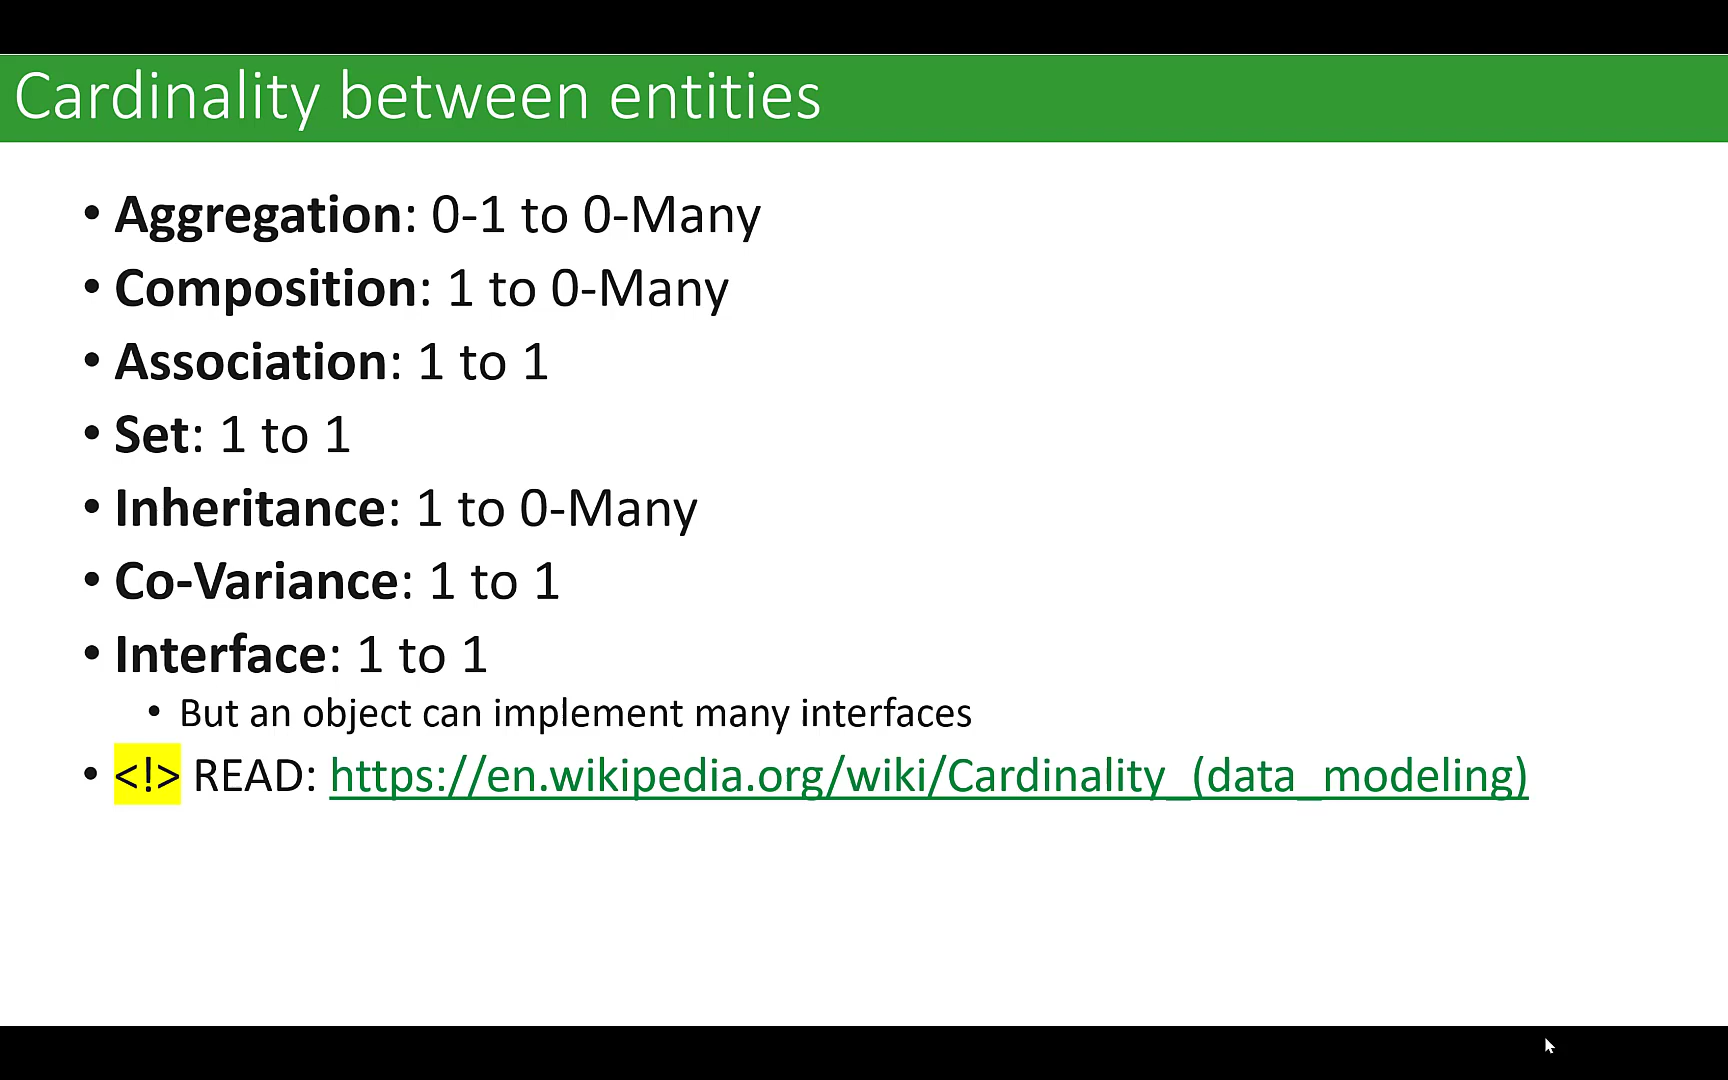 Cardinality between entities
• Aggregation: 0-1 to 0-Many
• Composition: 1 to 0-Many
• Association: 1 to 1
• Set: 1 to 1
• Inheritance: 1 to 0-Many
• Co-Variance: 1 to 1
• Interface: 1 to 1
• But an object can implement many interfaces
• <!> READ: https://en.wikipedia.org/wiki/Cardinality_(data_modeling)